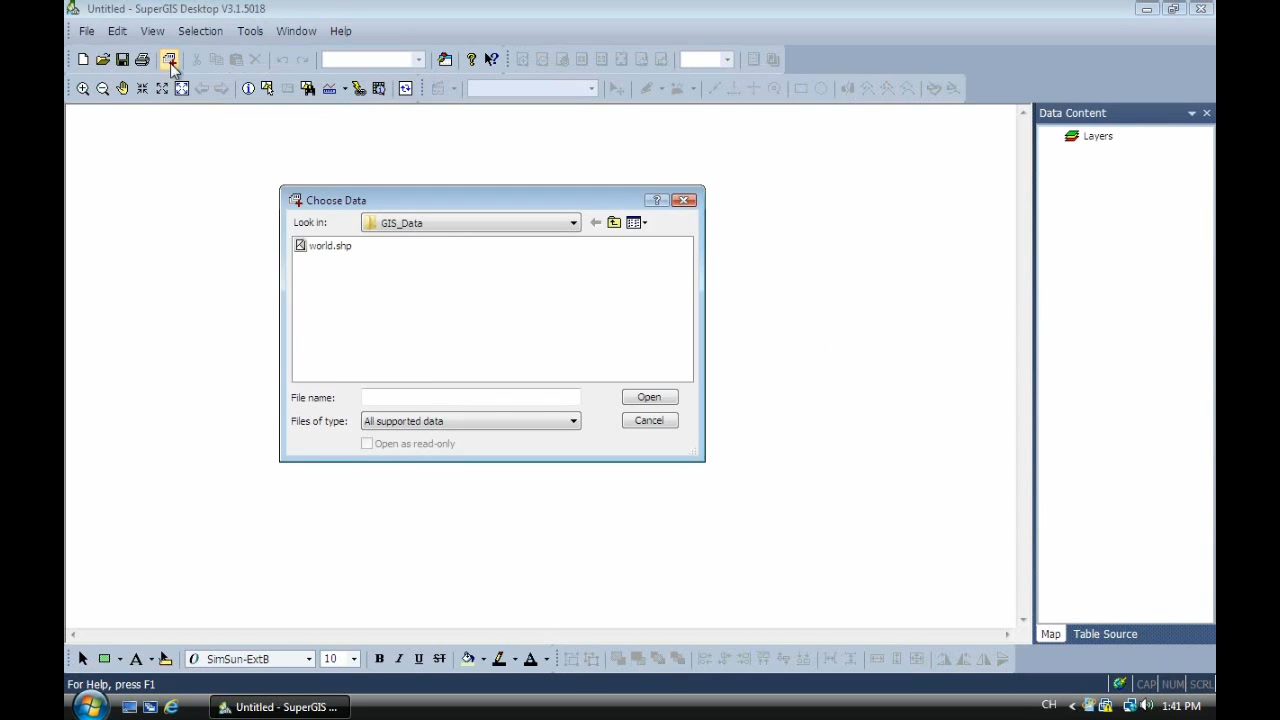 Untitled - SuperGIS Desktop V3.1.5018
File Edit View Selection Tools Window Help
Data Content
Layers
Choose Data
Look in: GIS_Data
world.shp
File name: Open
Files of type: All supported data Cancel
Open as read-only
Map Table Source
SimSun-ExtB 10 B I U ST A
For Help, press F1 CAP NUM SCRL
Untitled - SuperGIS ... CH 1:41 PM